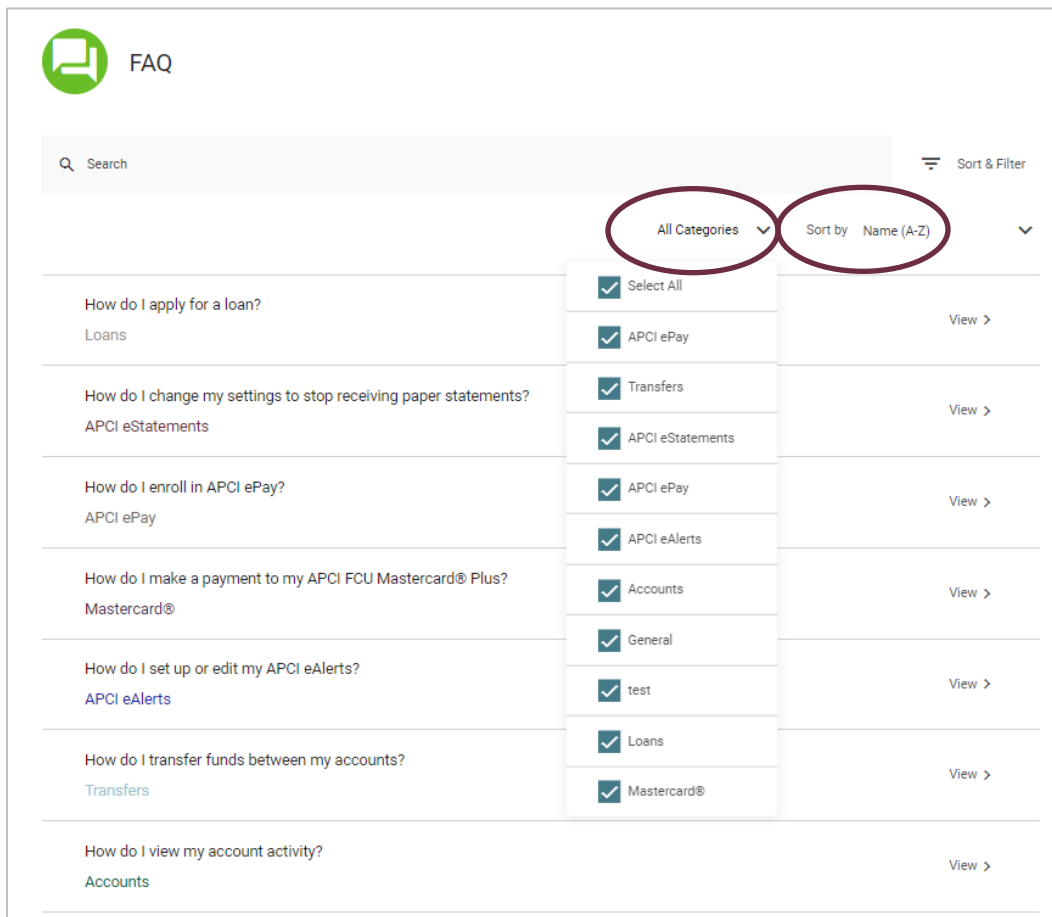 FAQ
Search
Sort & Filter
All Categories
Sort by Name (A-Z)
Select All
How do I apply for a loan?
Loans
View >
APCI ePay
Transfers
How do I change my settings to stop receiving paper statements?
APCI eStatements
View >
APCI eStatements
How do I enroll in APCI ePay?
APCI ePay
View >
APCI ePay
APCI eAlerts
How do I make a payment to my APCI FCU Mastercard® Plus?
Mastercard®
View >
Accounts
General
How do I set up or edit my APCI eAlerts?
APCI eAlerts
View >
test
Loans
How do I transfer funds between my accounts?
Transfers
View >
Mastercard®
How do I view my account activity?
Accounts
View >